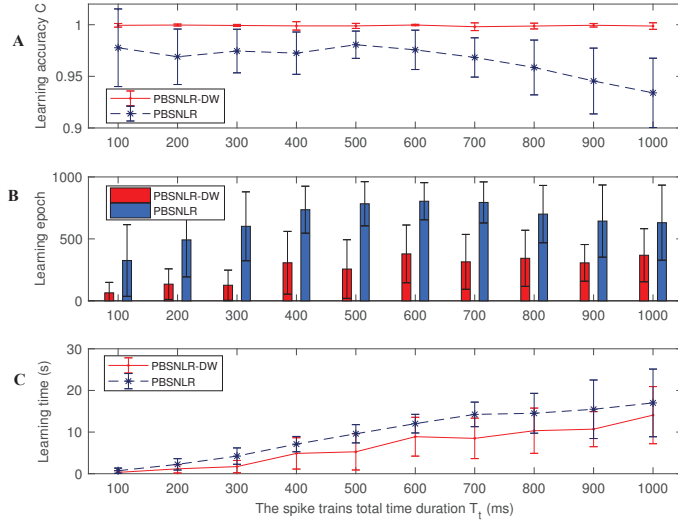 A
Learning accuracy C
1
0.95
0.9
PBSNLR-DW
PBSNLR
100 200 300 400 500 600 700 800 900 1000
B
Learning epoch
1000
500
0
PBSNLR-DW
PBSNLR
100 200 300 400 500 600 700 800 900 1000
C
Learning time (s)
30
20
10
0
PBSNLR-DW
PBSNLR
100 200 300 400 500 600 700 800 900 1000
The spike trains total time duration T_t (ms)